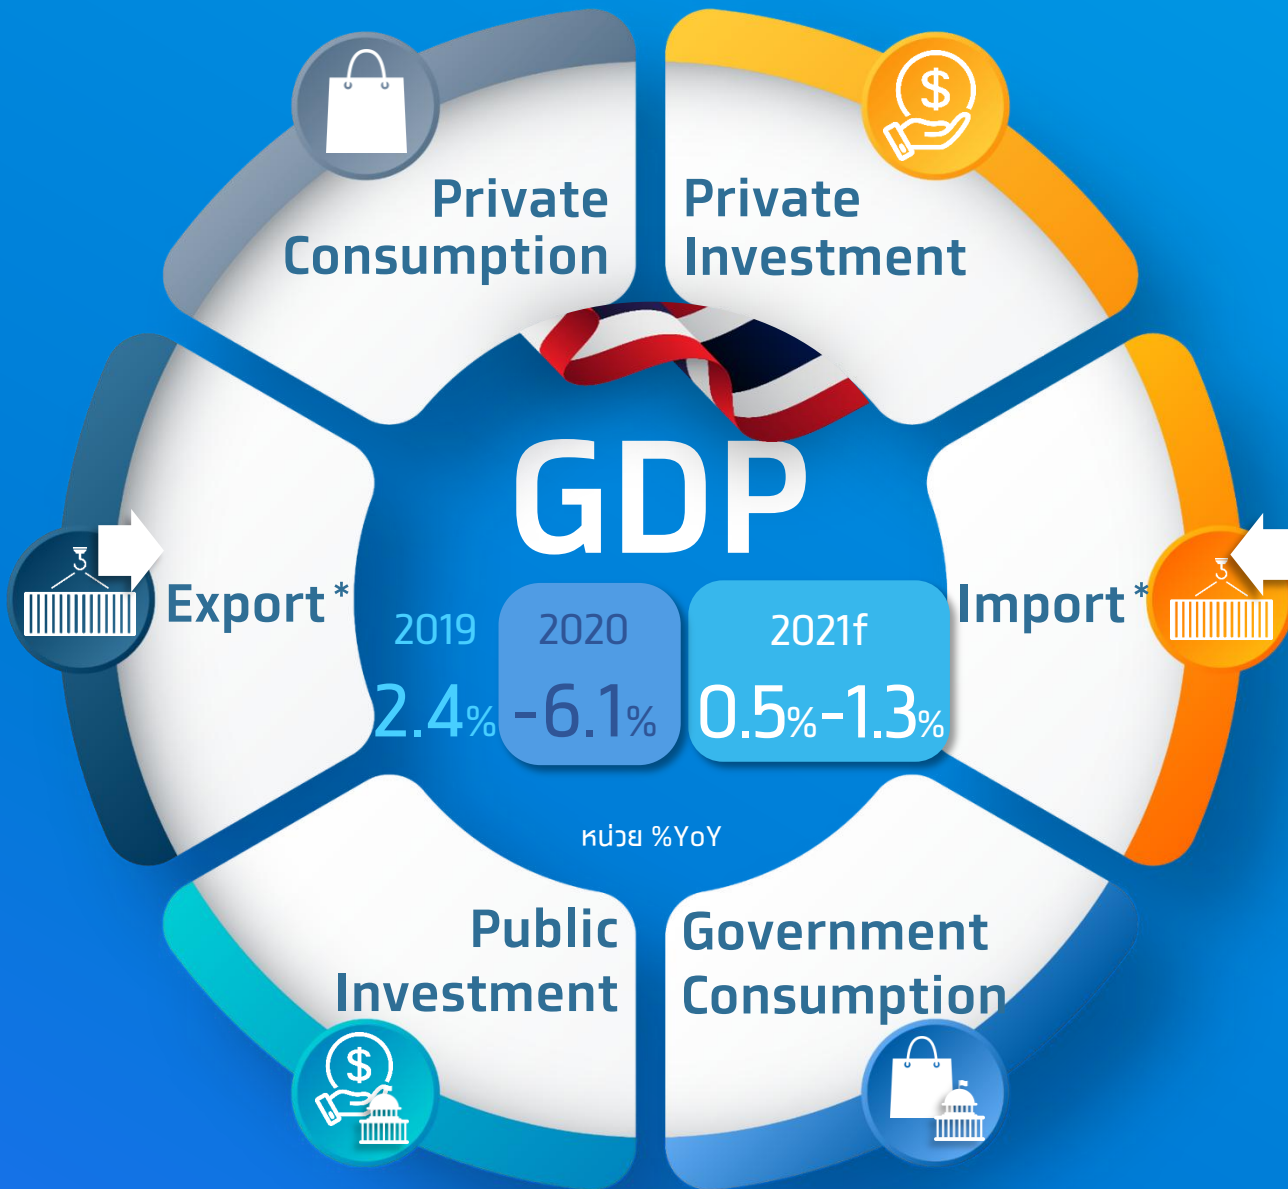 Private
Consumption
Private
Investment
GDP
Export*
Import*
2019
2.4%
2020
-6.1%
2021f
0.5%-1.3%
หน่วย %YoY
Public
Investment
Government
Consumption
$
$